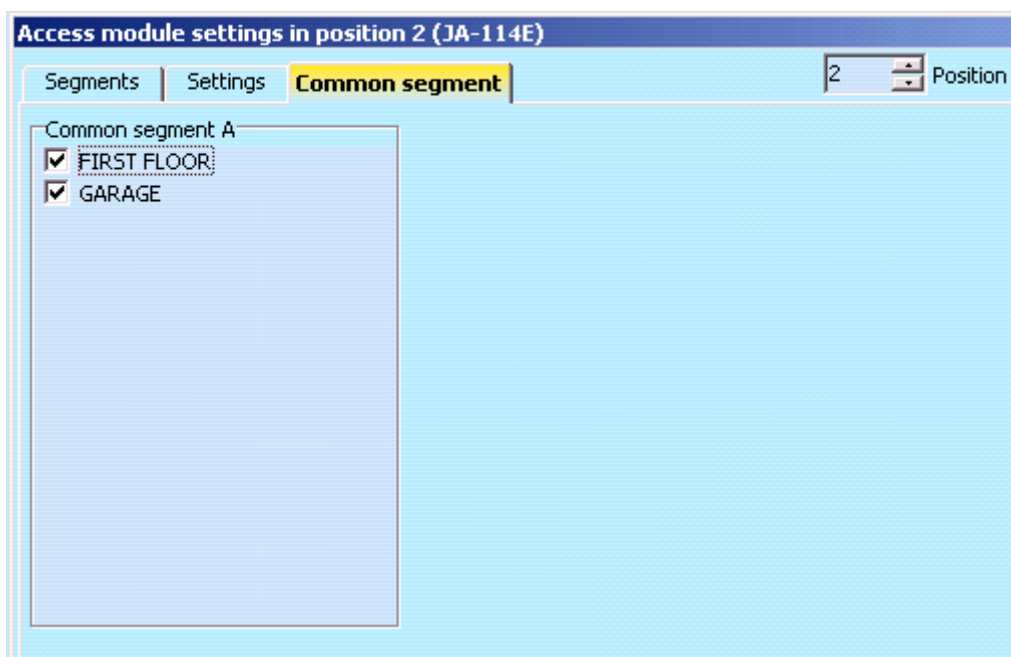 Access module settings in position 2 (JA-114E)
Segments Settings Common segment 2 Position
Common segment A
FIRST FLOOR
GARAGE